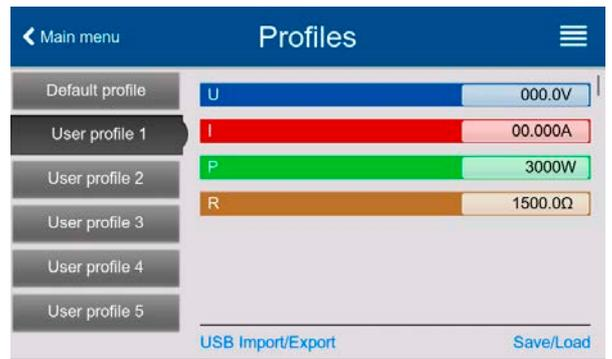 Main menu
Profiles
Default profile
User profile 1
User profile 2
User profile 3
User profile 4
User profile 5
U 000.0V
I 00.000A
P 3000W
R 1500.0Ω
USB Import/Export
Save/Load